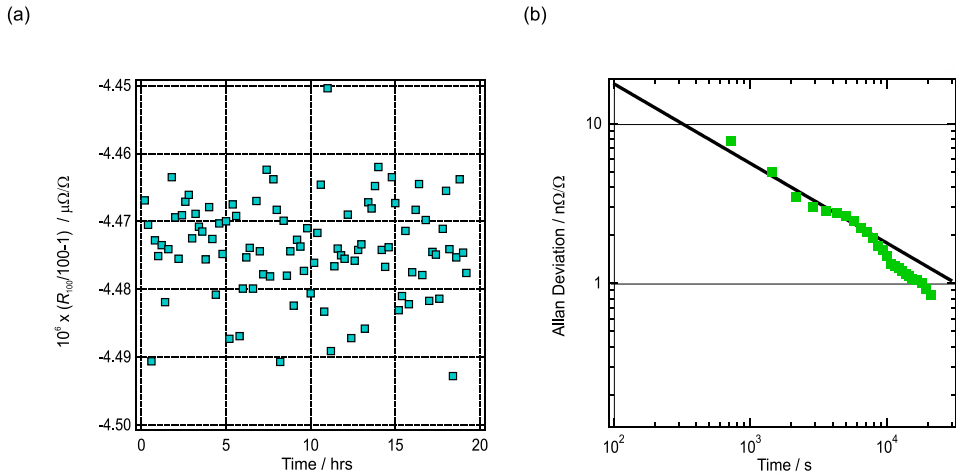 (a)
(b)
-4.45
-4.46
-4.47
-4.48
-4.49
-4.50
10⁶ x (R₁₀₀/100-1) / μΩ/Ω
0 5 10 15 20
Time / hrs
10
1
Allan Deviation / nΩ/Ω
10² 10³ 10⁴
Time / s